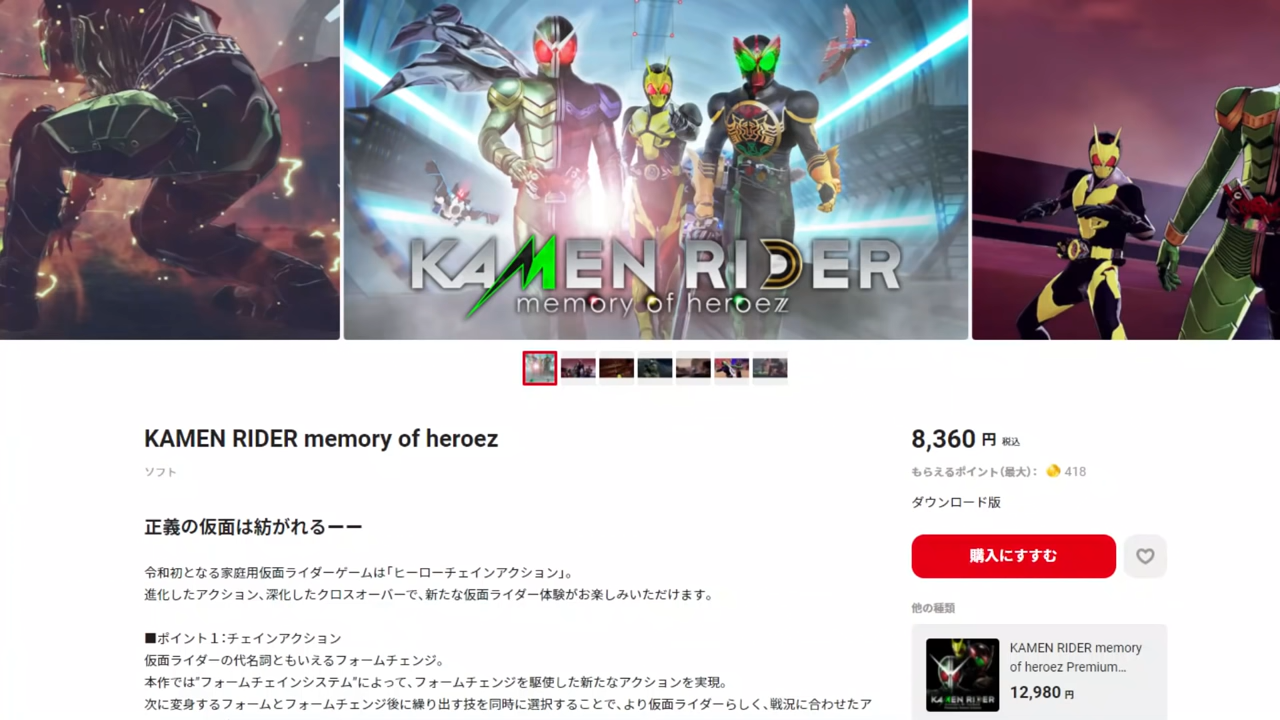 KAMEN RIDER
memory of heroez
KAMEN RIDER memory of heroez
ソフト
正義の仮面は紡がれるーー
令和初となる家庭用仮面ライダーゲームは「ヒーローチェインアクション」。
進化したアクション、深化したクロスオーバーで、新たな仮面ライダー体験がお楽しみいただけます。
■ポイント１：チェインアクション
仮面ライダーの代名詞ともいえるフォームチェンジ。
本作では”フォームチェインシステム”によって、フォームチェンジを駆使した新たなアクションを実現。
次に変身するフォームとフォームチェンジ後に繰り出す技を同時に選択することで、より仮面ライダーらしく、戦況に合わせたア
8,360 円 税込
もらえるポイント（最大）： 418
ダウンロード版
購入にすすむ
他の種類
KAMEN RIDER memory
of heroez Premium...
12,980 円
KAMEN RIDER